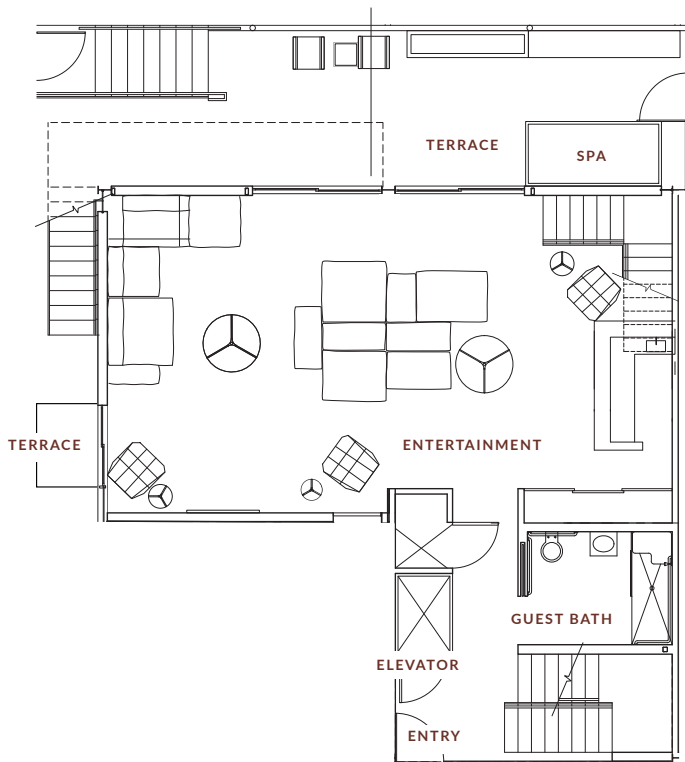 TERRACE
SPA
TERRACE
ENTERTAINMENT
GUEST BATH
ELEVATOR
ENTRY